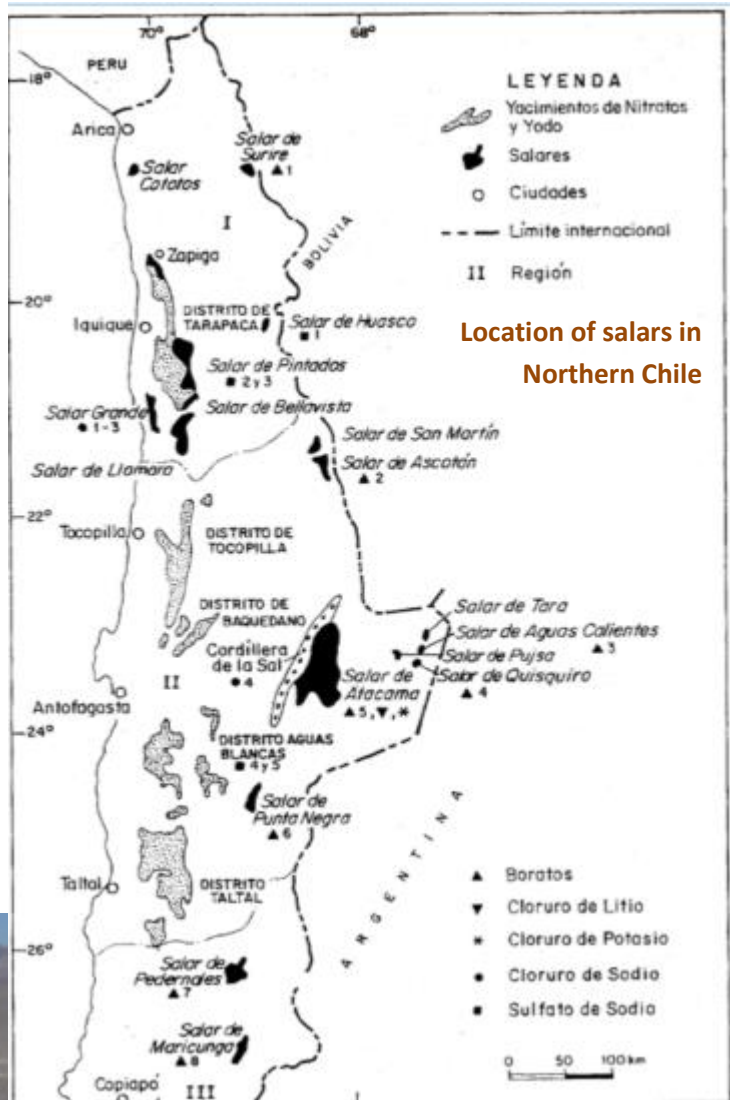 70°
68°
PERU
18°
Arica
Salar de
Surire
1
Salar
Cototos
I
BOLIVIA
Zapiga
20°
DISTRITO DE
TARAPACA
Iquique
Salar de Huasco
1
Salar de Pintados
2 y 3
Salar Grande
1-3
Salar de Bellavista
Salar de San Martín
Salar de Ascotán
2
Salar de Llamara
22°
Tocopilla
DISTRITO DE
TOCOPILLA
DISTRITO DE
BAQUEDANO
Cordillera
de la Sal
4
Salar de Tara
Salar de Aguas Calientes
3
Salar de Pujsa
Salar de Quisquiro
4
Salar de
Atacama
5,
II
Antofagasta
24°
DISTRITO AGUAS
BLANCAS
4 y 5
Salar de
Punta Negra
6
ARGENTINA
Taltal
DISTRITO
TALTAL
26°
Salar de
Pedernales
7
Salar de
Maricunga
8
Copiapó
III
LEYENDA
Yacimientos de Nitratos
y Yodo
Salares
Ciudades
Límite internacional
II Región
Location of salars in
Northern Chile
Boratos
Cloruro de Litio
Cloruro de Potasio
Cloruro de Sodio
Sulfato de Sodio
0 50 100 km